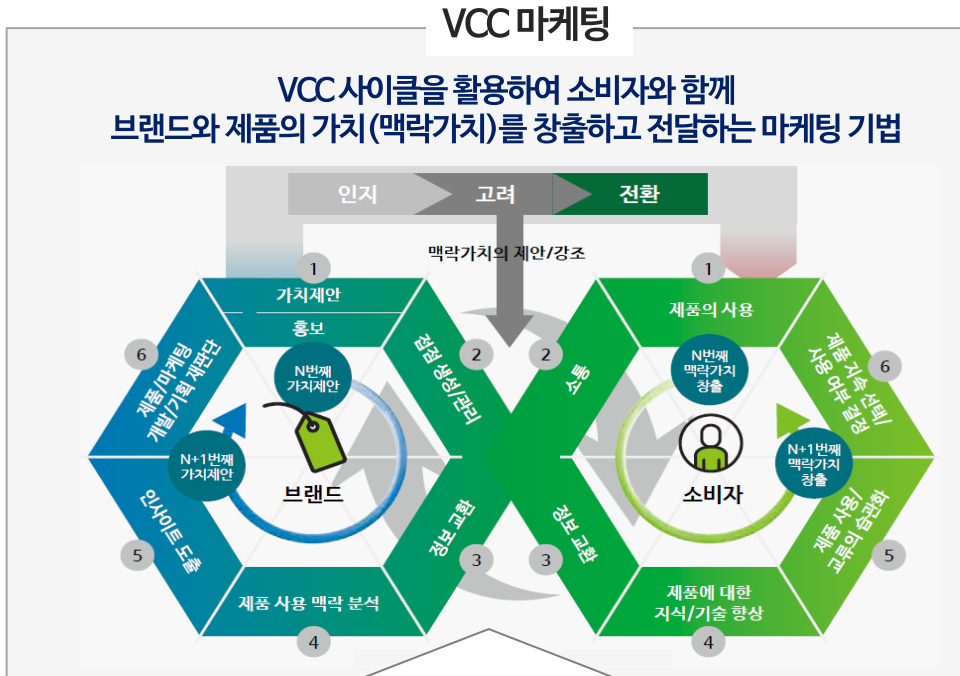 VCC 마케팅
VCC 사이클을 활용하여 소비자와 함께
브랜드와 제품의 가치(맥락가치)를 창출하고 전달하는 마케팅 기법
인지
고려
전환
맥락가치의 제안/강조
1
가치제안
홍보
2
접점 생성/관리
3
정보 교환
4
제품 사용 맥락 분석
5
인사이트 도출
6
제품/마케팅
개발/기획 재판단
N번째
가치제안
N+1번째
가치제안
브랜드
1
제품의 사용
2
소통
3
정보 교환
4
제품에 대한
지식/기술 향상
5
제품 사용/
교류의 습관화
6
제품 지속 선택/
사용 여부 결정
N번째
맥락가치
창출
N+1번째
맥락가치
창출
소비자